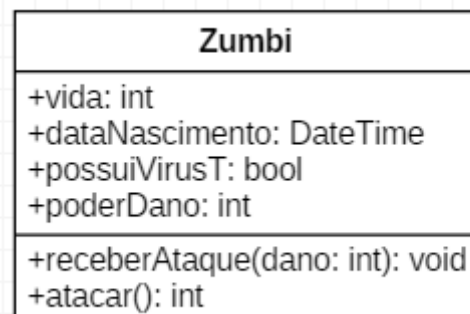 Zumbi
+vida: int
+dataNascimento: DateTime
+possuiVirusT: bool
+poderDano: int
+receberAtaque(dano: int): void
+atacar(): int